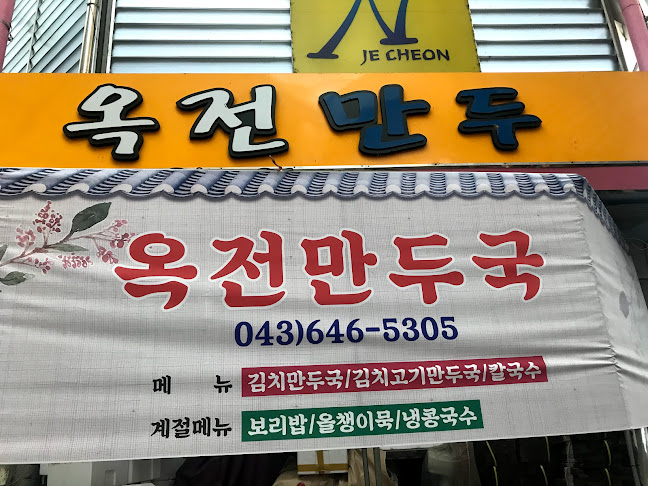 JE CHEON
옥전만두
옥전만두국
043)646-5305
메 뉴 김치만두국/김치고기만두국/칼국수
계절메뉴 보리밥/올챙이묵/냉콩국수